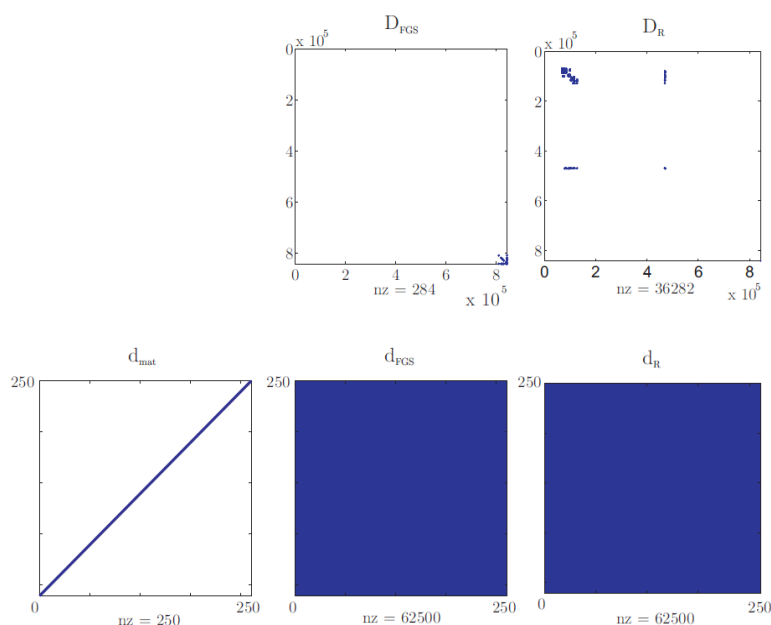 D_FGS
D_R
x 10^5
x 10^5
0
2
4
6
8
0
2
4
6
8
0 2 4 6 8
0 2 4 6 8
nz = 284
x 10^5
nz = 36282
x 10^5
d_mat
d_FGS
d_R
250
250
250
0 250
0 250
0 250
nz = 250
nz = 62500
nz = 62500